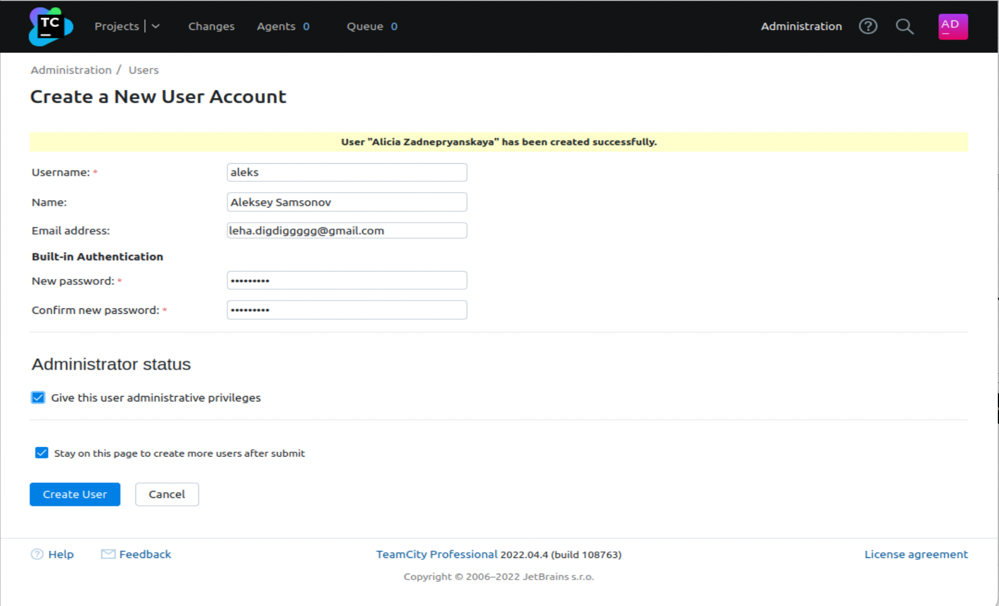 TC Projects Changes Agents 0 Queue 0 Administration AD
Administration / Users
Create a New User Account
User "Alicia Zadnepryanskaya" has been created successfully.
Username: * aleks
Name: Aleksey Samsonov
Email address: leha.digdiggggg@gmail.com
Built-in Authentication
New password: * •••••••••
Confirm new password: * •••••••••
Administrator status
Give this user administrative privileges
Stay on this page to create more users after submit
Create User Cancel
Help Feedback TeamCity Professional 2022.04.4 (build 108763) License agreement
Copyright © 2006–2022 JetBrains s.r.o.